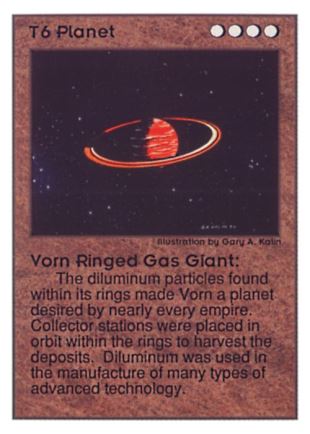 T6 Planet
Illustration by Gary A. Kalin
Vorn Ringed Gas Giant:
The diluminum particles found
within its rings made Vorn a planet
desired by nearly every empire.
Collector stations were placed in
orbit within the rings to harvest the
deposits. Diluminum was used in
the manufacture of many types of
advanced technology.